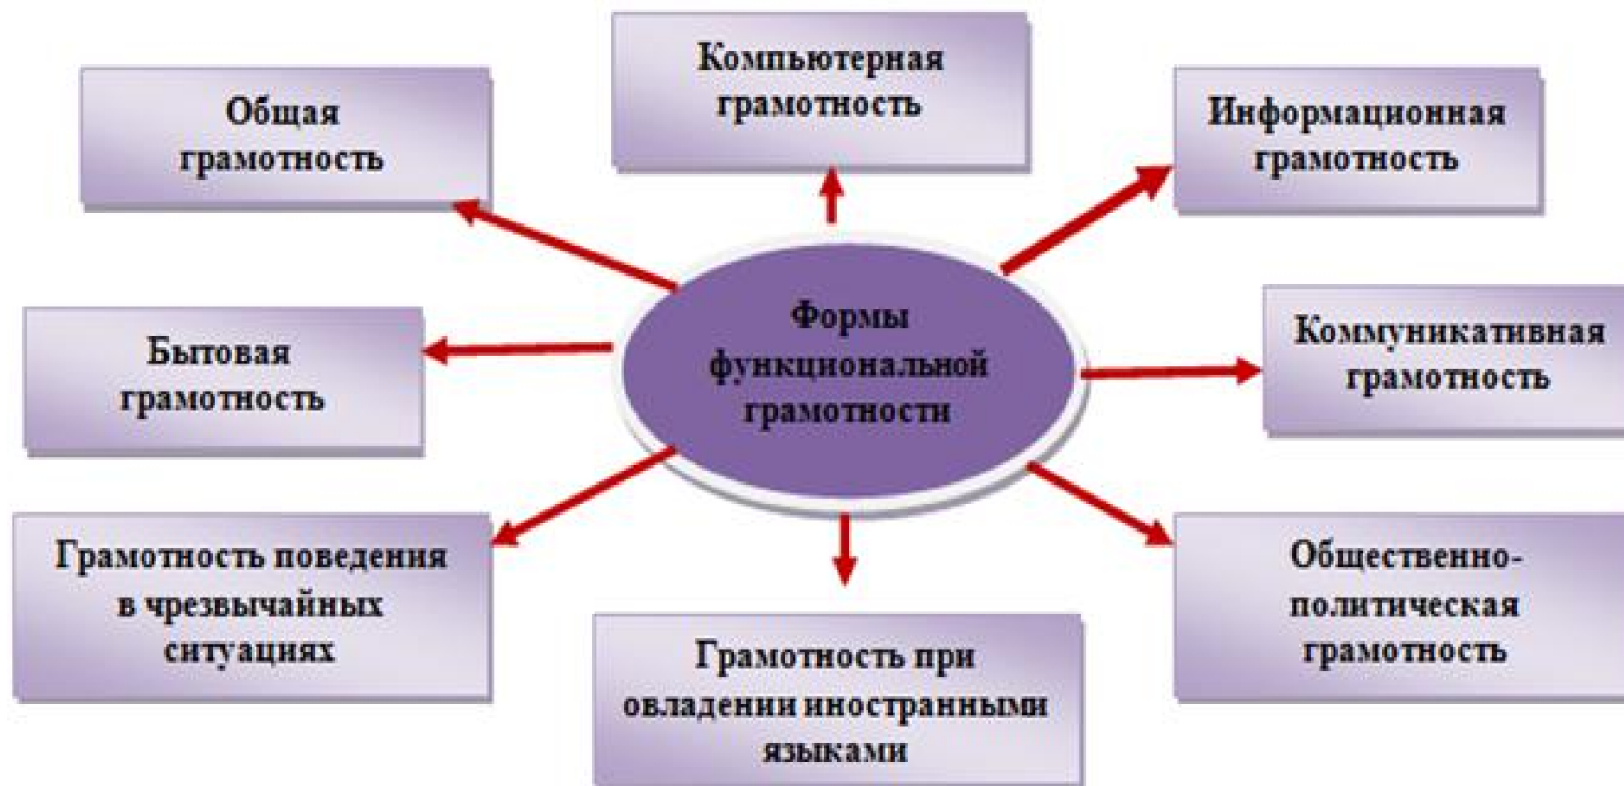 Компьютерная
грамотность
Общая
грамотность
Информационная
грамотность
Формы
функциональной
грамотности
Бытовая
грамотность
Коммуникативная
грамотность
Грамотность поведения
в чрезвычайных
ситуациях
Грамотность при
овладении иностранными
языками
Общественно-
политическая
грамотность